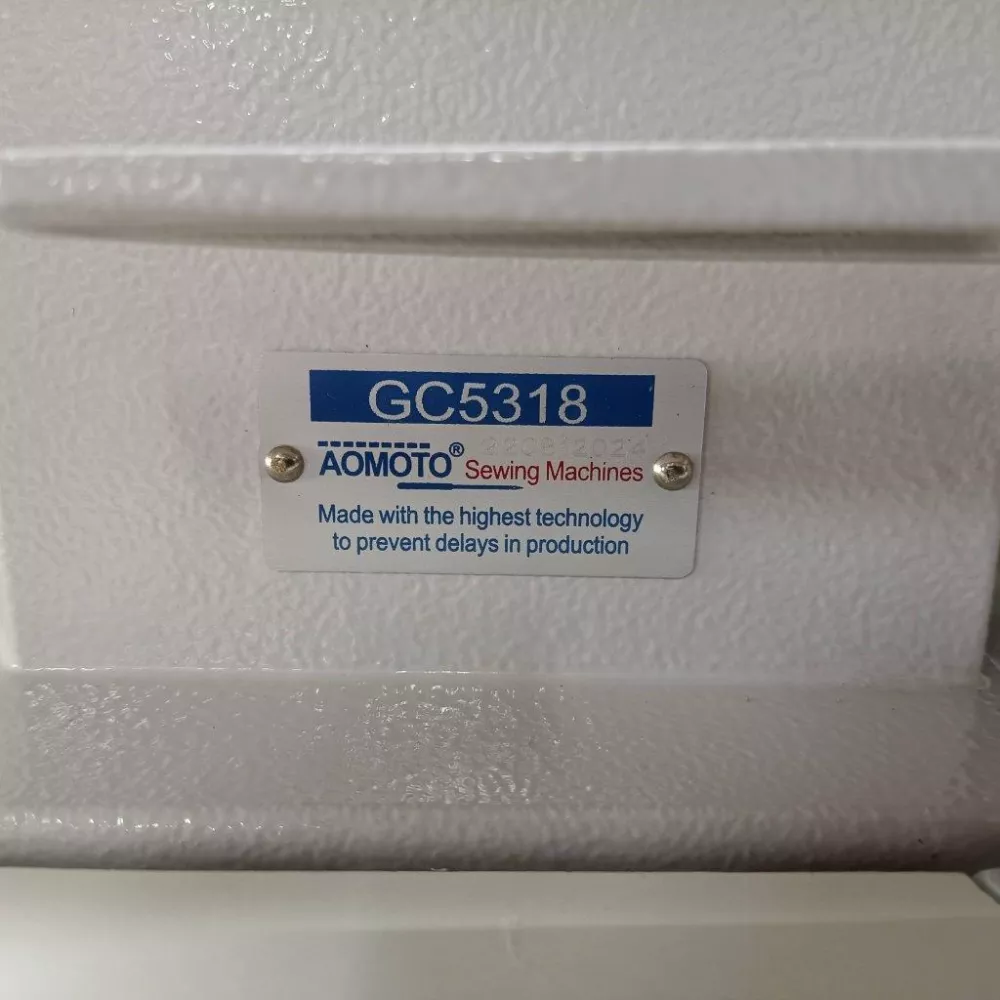 GC5318
AOMOTO® Sewing Machines
Made with the highest technology
to prevent delays in production